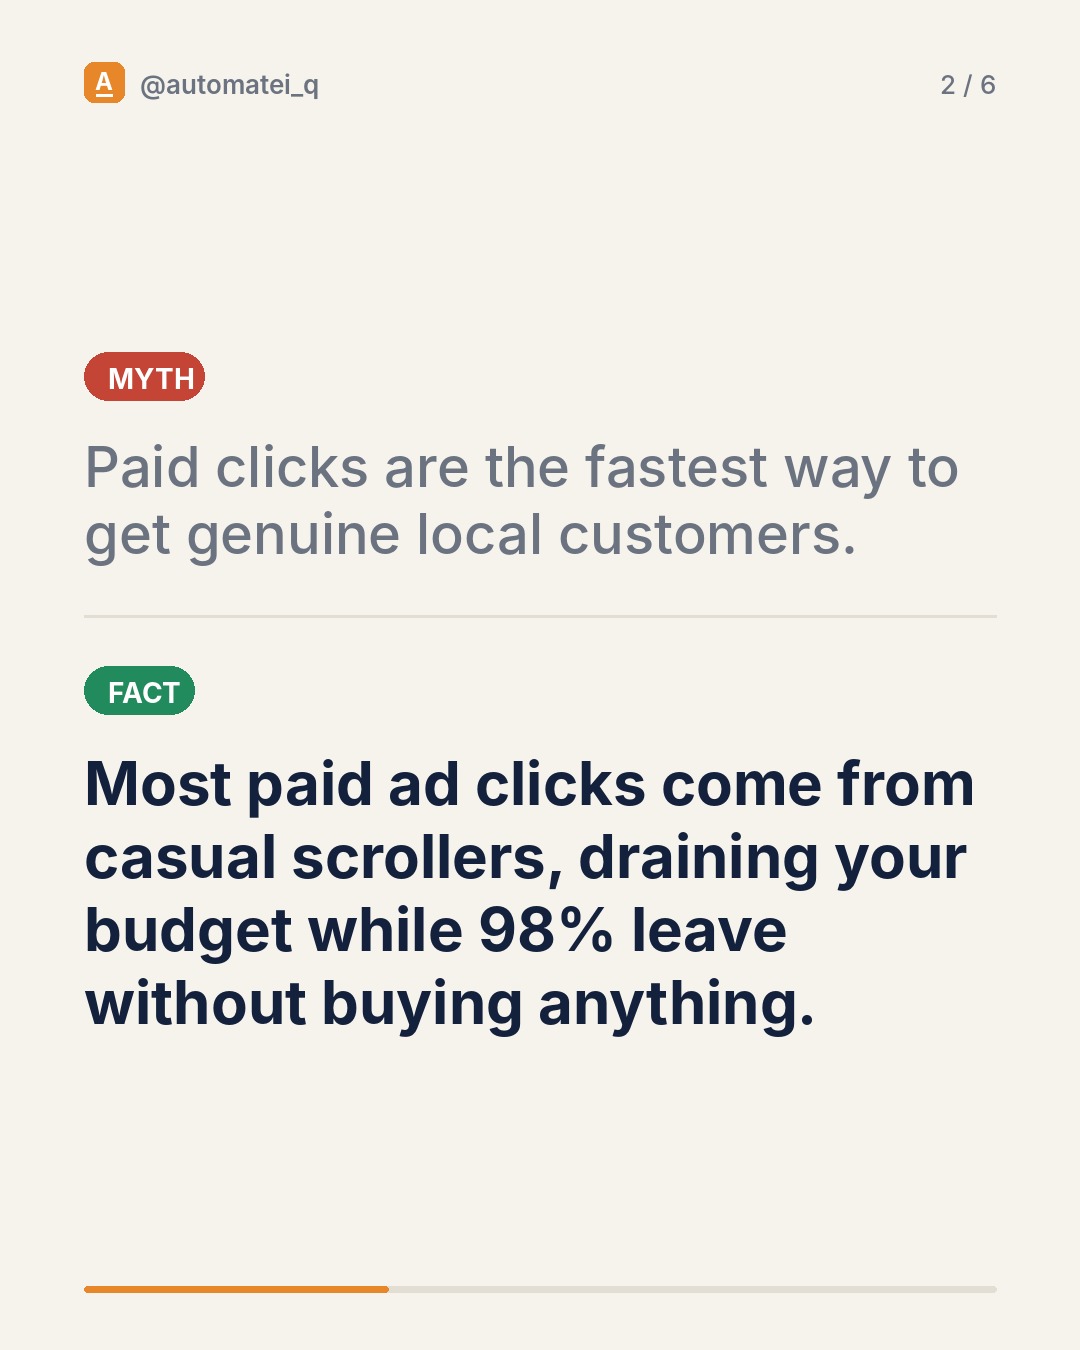 A @automatei_q 2 / 6
MYTH
Paid clicks are the fastest way to
get genuine local customers.
FACT
Most paid ad clicks come from
casual scrollers, draining your
budget while 98% leave
without buying anything.